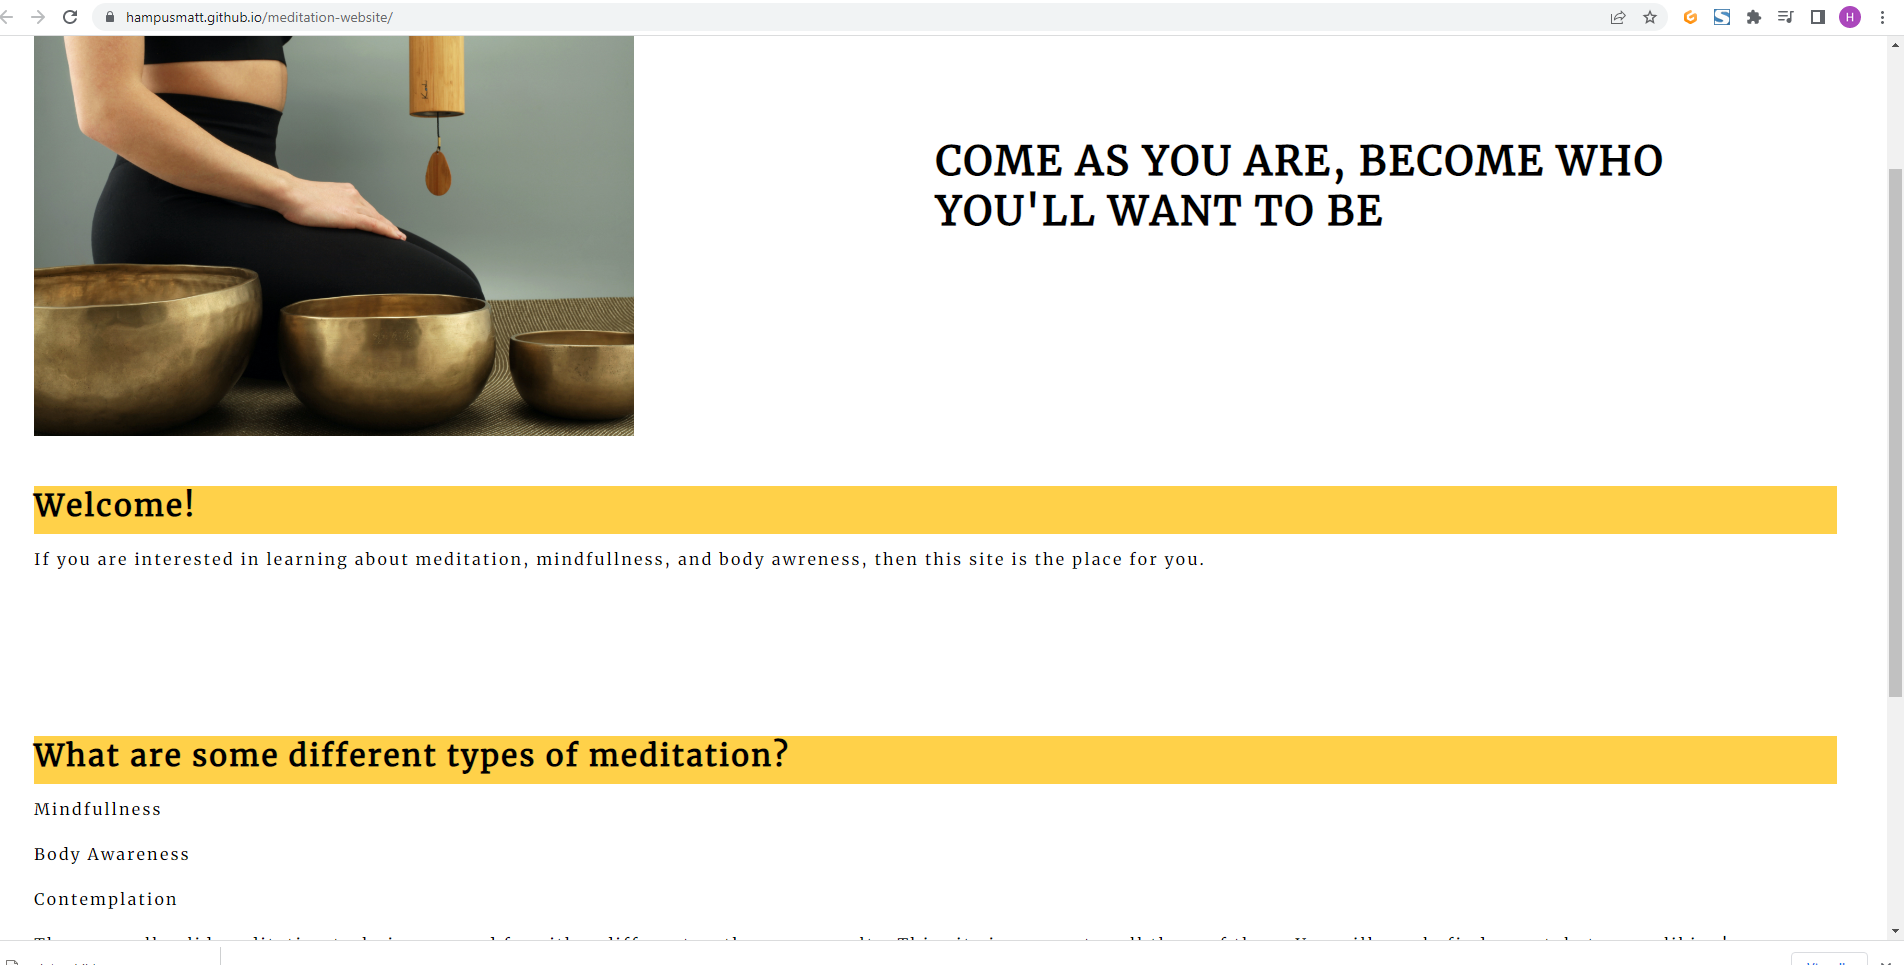 hampusmatt.github.io/meditation-website/
H
COME AS YOU ARE, BECOME WHO
YOU'LL WANT TO BE
Welcome!
If you are interested in learning about meditation, mindfullness, and body awreness, then this site is the place for you.
What are some different types of meditation?
Mindfullness
Body Awareness
Contemplation